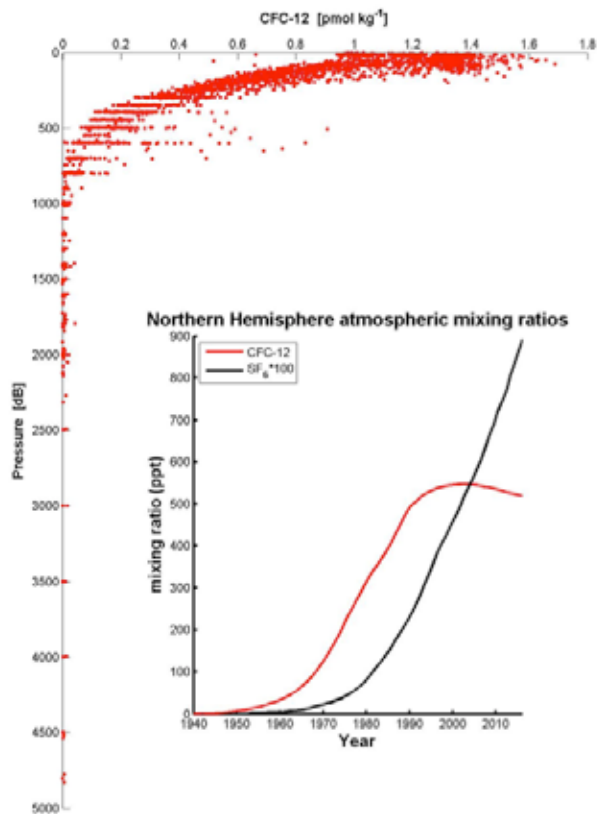 CFC-12 [pmol kg⁻¹]
0 0.2 0.4 0.6 0.8 1.0 1.2 1.4 1.6 1.8
0
500
1000
1500
2000
2500
3000
3500
4000
4500
5000
Pressure [dB]
Northern Hemisphere atmospheric mixing ratios
CFC-12
SF₆*100
900
800
700
600
500
400
300
200
100
0
mixing ratio (ppt)
1940 1950 1960 1970 1980 1990 2000 2010
Year